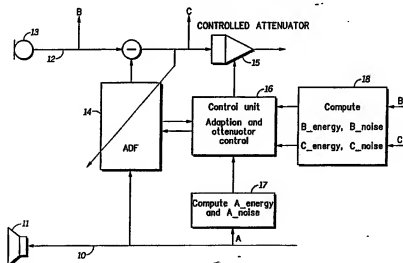 B
C
CONTROLLED ATTENUATOR
13
12
15
16
18
14
Control unit
Adaption and
attenuator
control
Compute
B_energy, B_noise
C_energy, C_noise
B
C
ADF
17
Compute A_energy
and A_noise
11
10
A